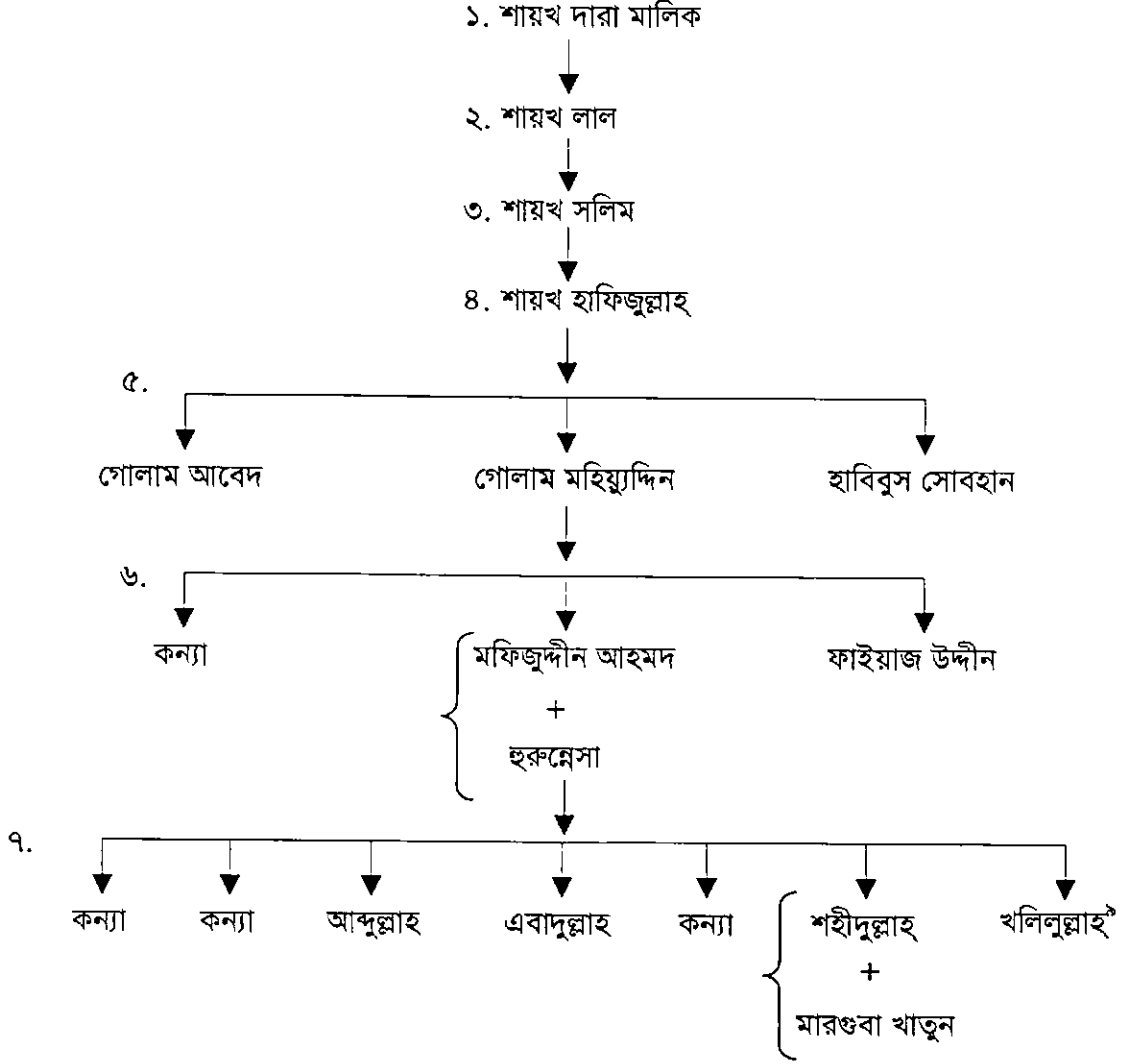 ১. শায়খ দারা মালিক
২. শায়খ লাল
৩. শায়খ সলিম
৪. শায়খ হাফিজুল্লাহ
৫.
গোলাম আবেদ গোলাম মহিয়্যুদ্দিন হাবিবুস সোবহান
৬.
কন্যা মফিজুদ্দীন আহমদ ফাইয়াজ উদ্দীন
+
হুরুন্নেসা
৭.
কন্যা কন্যা আব্দুল্লাহ এবাদুল্লাহ কন্যা শহীদুল্লাহ খলিলুল্লাহ৯
+
মারগুবা খাতুন